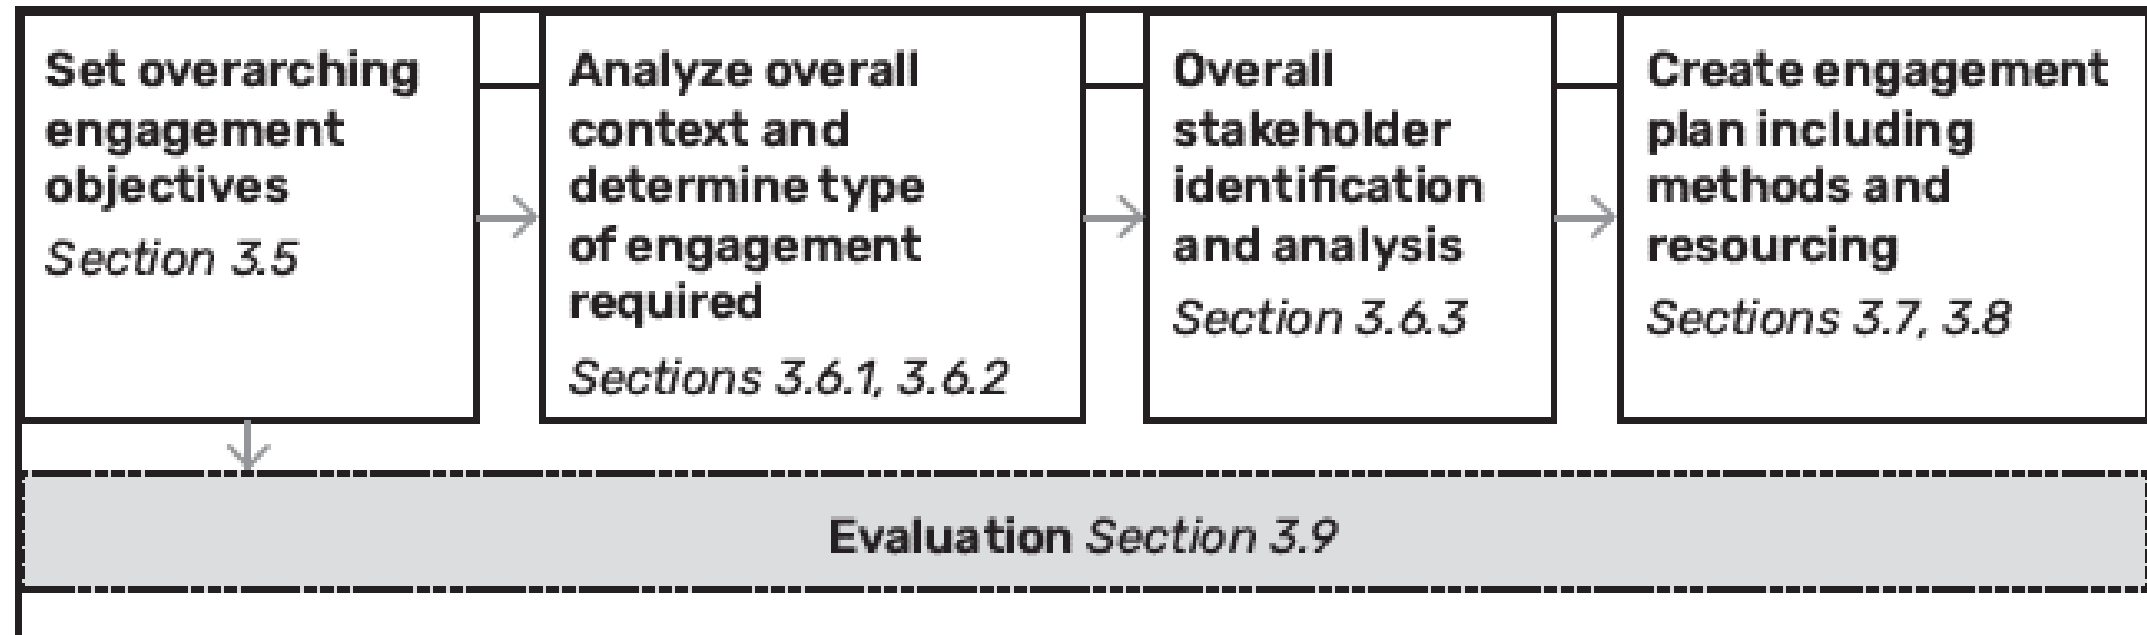 Set overarching
engagement
objectives
Section 3.5
Analyze overall
context and
determine type
of engagement
required
Sections 3.6.1, 3.6.2
Overall
stakeholder
identification
and analysis
Section 3.6.3
Create engagement
plan including
methods and
resourcing
Sections 3.7, 3.8
Evaluation Section 3.9